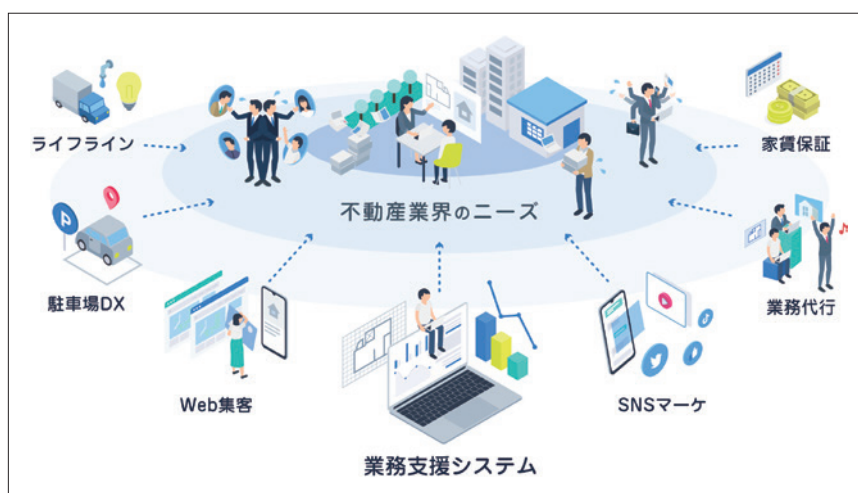 ライフライン
家賃保証
不動産業界のニーズ
P
駐車場DX
業務代行
Web集客
SNSマーケ
業務支援システム